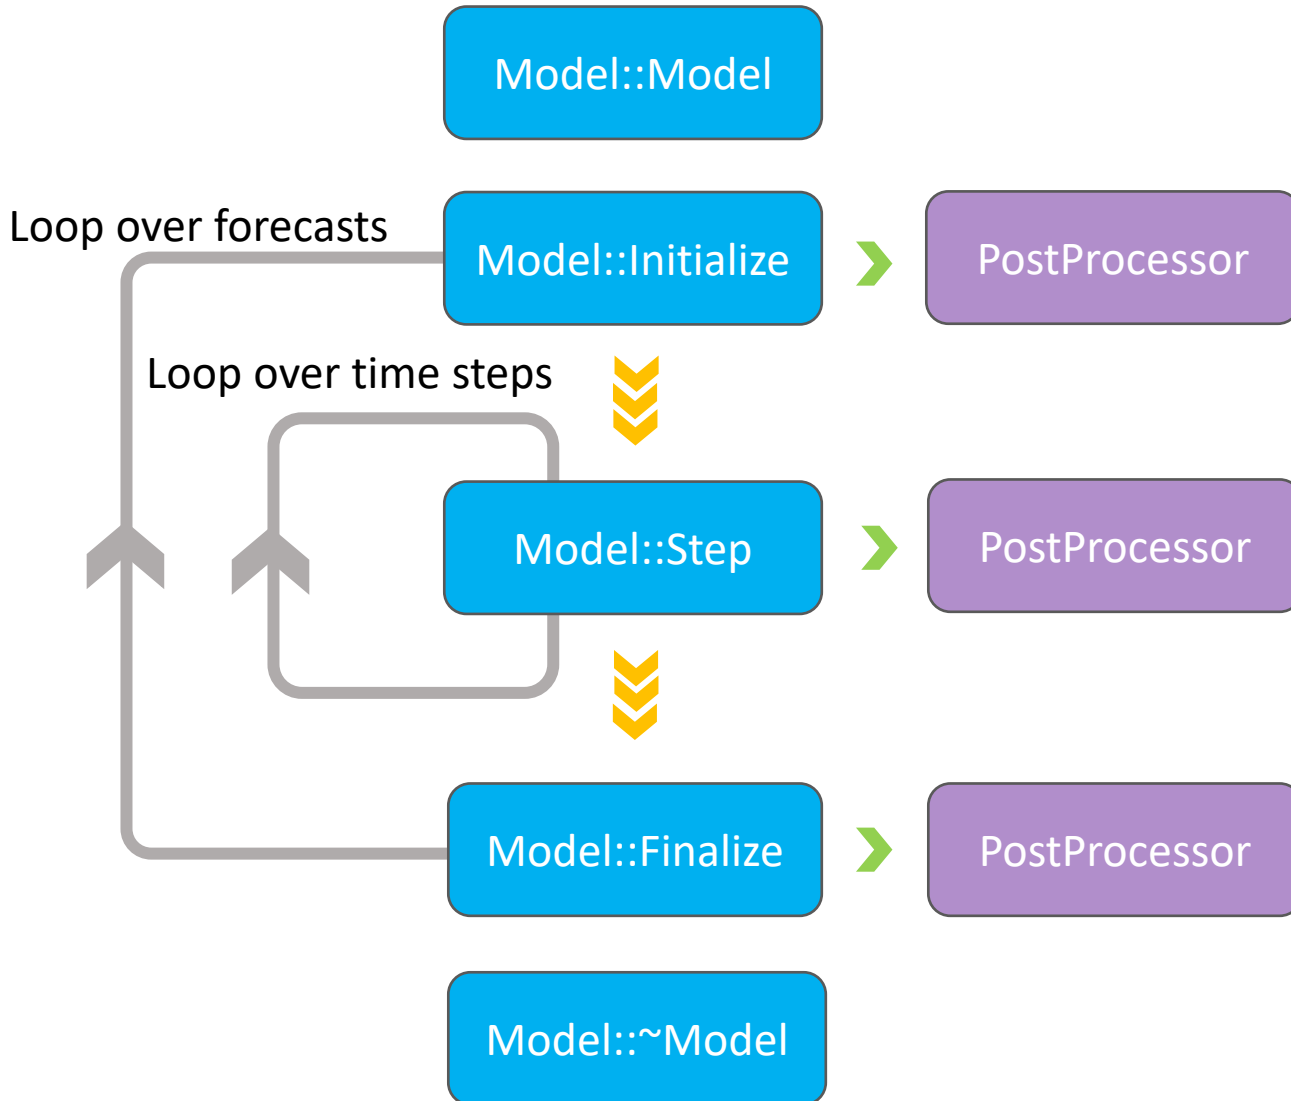 Model::Model
Loop over forecasts
Model::Initialize
PostProcessor
Loop over time steps
Model::Step
PostProcessor
Model::Finalize
PostProcessor
Model::~Model